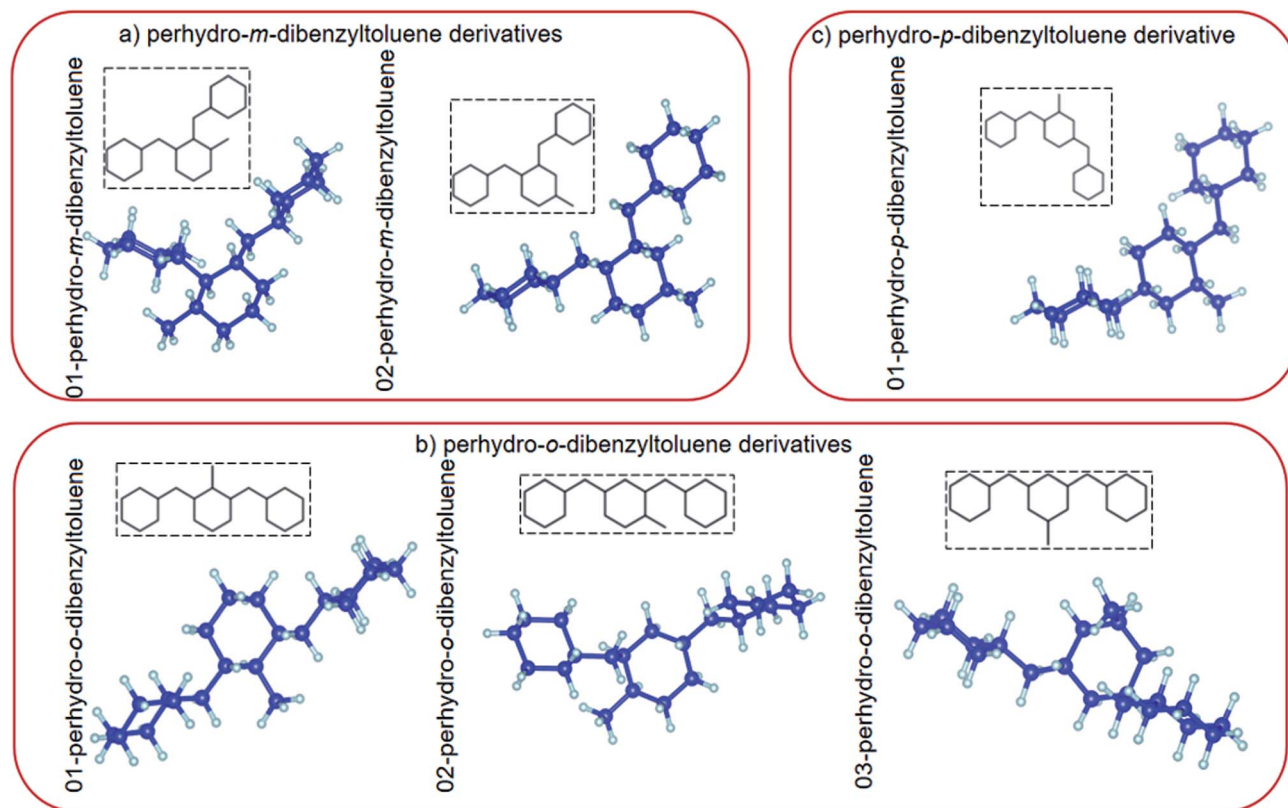 a) perhydro-m-dibenzyltoluene derivatives
01-perhydro-m-dibenzyltoluene
02-perhydro-m-dibenzyltoluene
c) perhydro-p-dibenzyltoluene derivative
01-perhydro-p-dibenzyltoluene
b) perhydro-o-dibenzyltoluene derivatives
01-perhydro-o-dibenzyltoluene
02-perhydro-o-dibenzyltoluene
03-perhydro-o-dibenzyltoluene